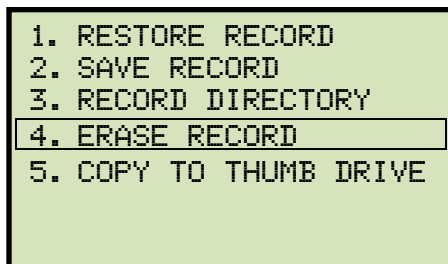 1. RESTORE RECORD
2. SAVE RECORD
3. RECORD DIRECTORY
4. ERASE RECORD
5. COPY TO THUMB DRIVE